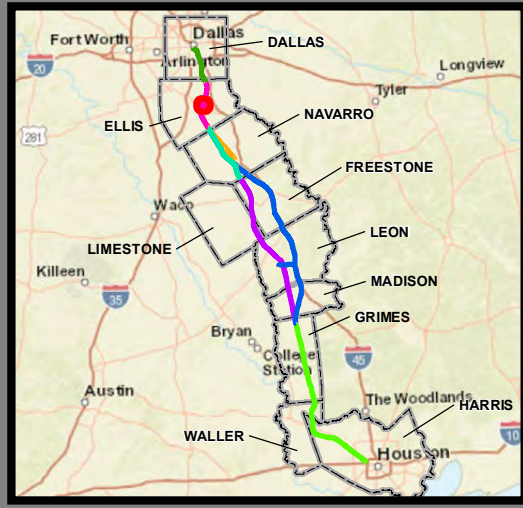 Fort Worth
Dallas
DALLAS
Arlington
20
Longview
Tyler
ELLIS
NAVARRO
281
FREESTONE
Waco
LEON
LIMESTONE
Killeen
MADISON
35
GRIMES
Bryan
College
Station
45
Austin
The Woodlands
HARRIS
WALLER
10
Houston